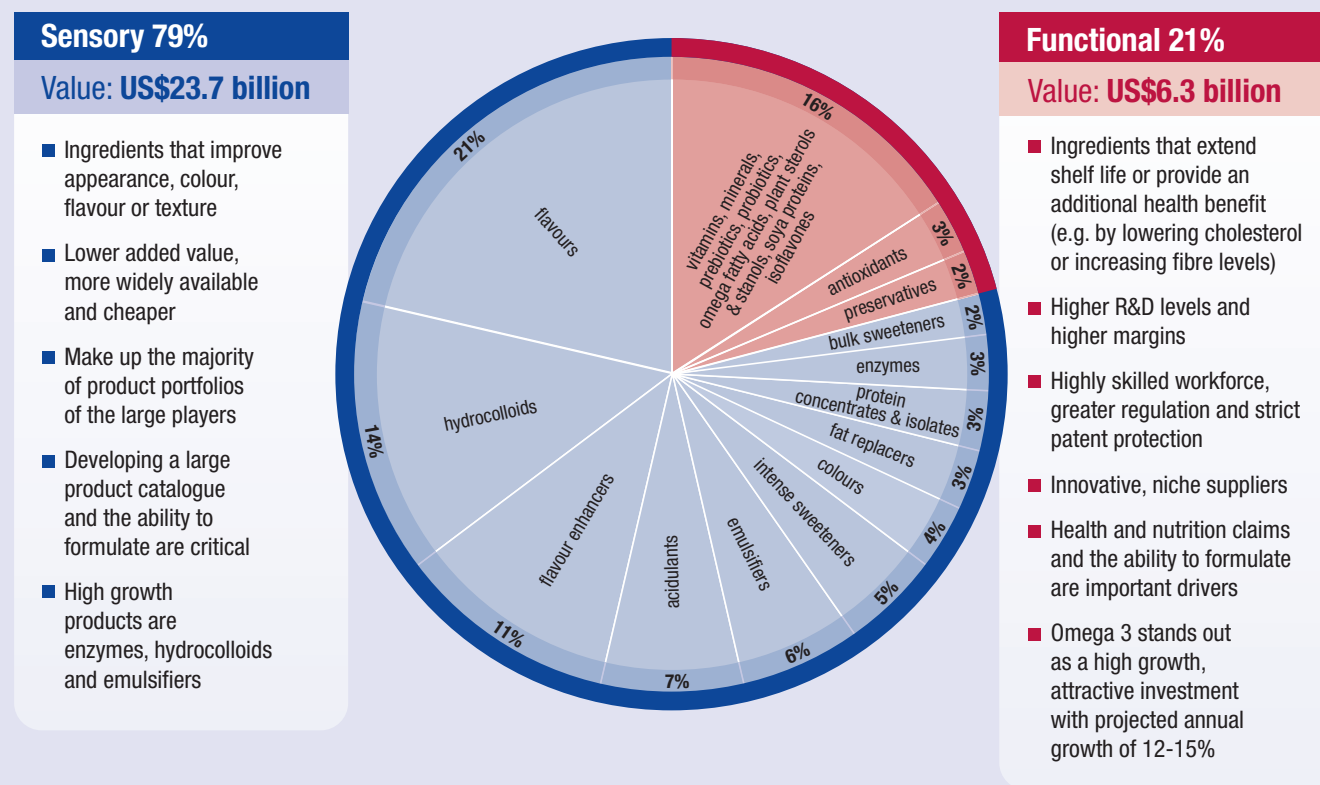 Sensory 79%
Value: US$23.7 billion
Ingredients that improve
appearance, colour,
flavour or texture
Lower added value,
more widely available
and cheaper
Make up the majority
of product portfolios
of the large players
Developing a large
product catalogue
and the ability to
formulate are critical
High growth
products are
enzymes, hydrocolloids
and emulsifiers
16%
vitamins, minerals,
prebiotics, probiotics,
omega fatty acids, plant sterols
& stanols, soya proteins,
isoflavones
3%
antioxidants
2%
preservatives
2%
bulk sweeteners
3%
enzymes
3%
protein
concentrates & isolates
3%
fat replacers
4%
colours
5%
intense sweeteners
6%
emulsifiers
7%
acidulants
11%
flavour enhancers
14%
hydrocolloids
21%
flavours
Functional 21%
Value: US$6.3 billion
Ingredients that extend
shelf life or provide an
additional health benefit
(e.g. by lowering cholesterol
or increasing fibre levels)
Higher R&D levels and
higher margins
Highly skilled workforce,
greater regulation and strict
patent protection
Innovative, niche suppliers
Health and nutrition claims
and the ability to formulate
are important drivers
Omega 3 stands out
as a high growth,
attractive investment
with projected annual
growth of 12-15%